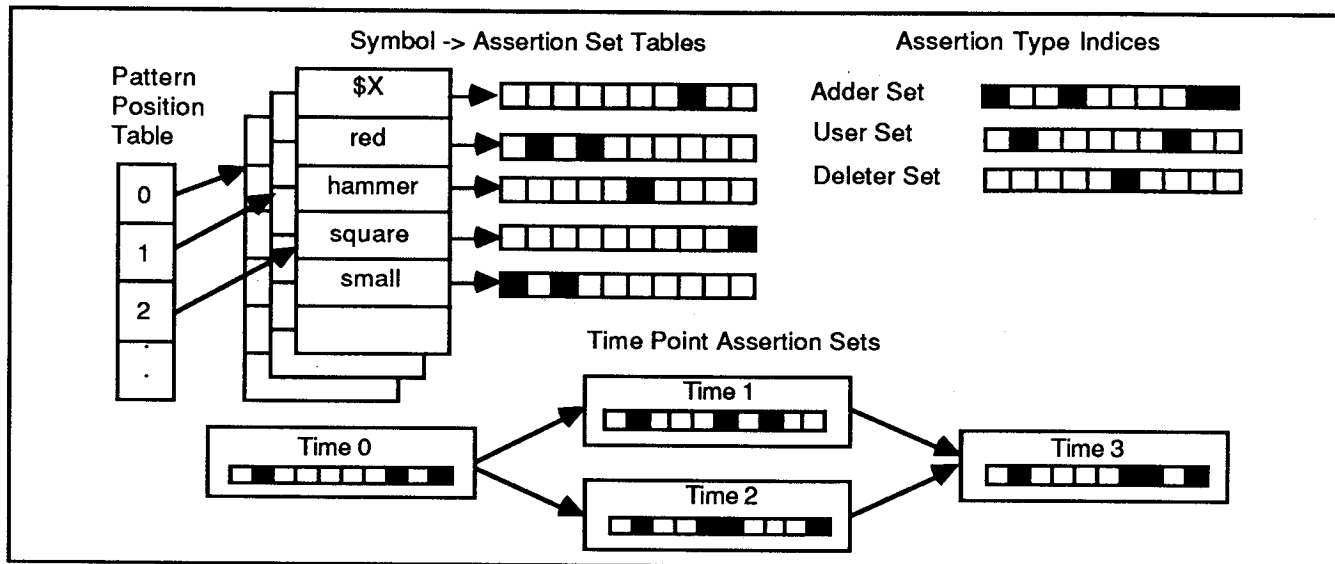 Symbol -> Assertion Set Tables
Assertion Type Indices
Pattern
Position
Table
0
1
2
:
$X
red
hammer
square
small
Adder Set
User Set
Deleter Set
Time Point Assertion Sets
Time 0
Time 1
Time 2
Time 3